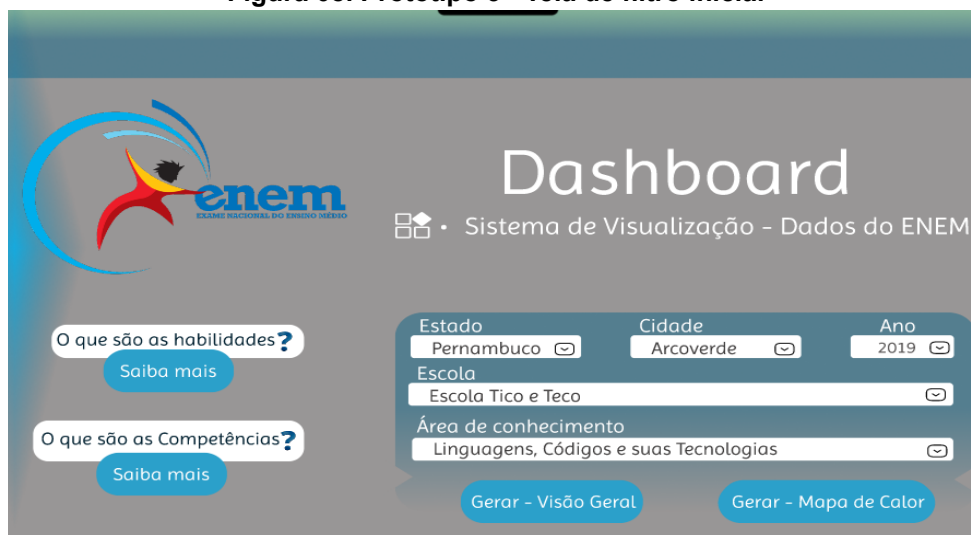 enem
EXAME NACIONAL DO ENSINO MÉDIO
Dashboard
Sistema de Visualização - Dados do ENEM
O que são as habilidades?
Saiba mais
O que são as Competências?
Saiba mais
Estado Cidade Ano
Pernambuco Arcoverde 2019
Escola
Escola Tico e Teco
Área de conhecimento
Linguagens, Códigos e suas Tecnologias
Gerar - Visão Geral Gerar - Mapa de Calor